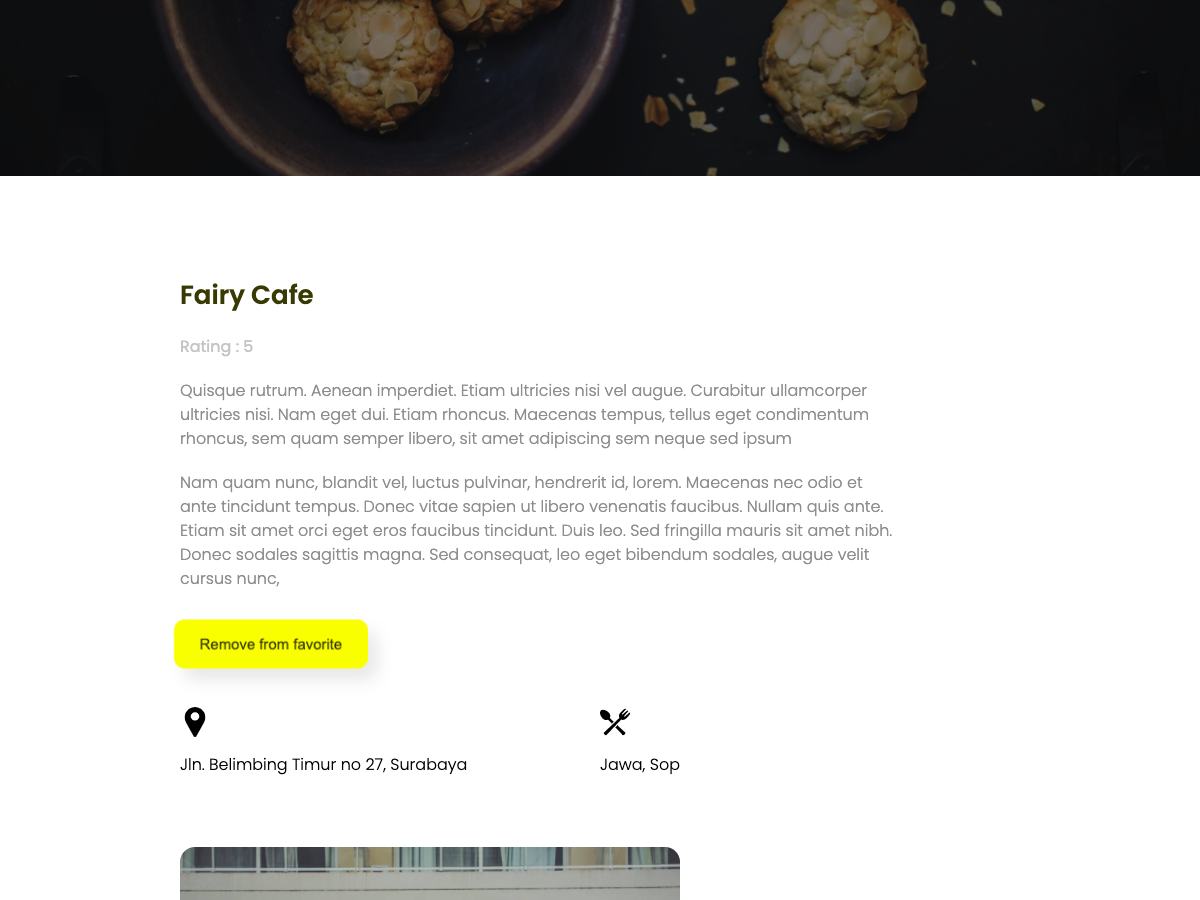 Fairy Cafe
Rating : 5
Quisque rutrum. Aenean imperdiet. Etiam ultricies nisi vel augue. Curabitur ullamcorper
ultricies nisi. Nam eget dui. Etiam rhoncus. Maecenas tempus, tellus eget condimentum
rhoncus, sem quam semper libero, sit amet adipiscing sem neque sed ipsum
Nam quam nunc, blandit vel, luctus pulvinar, hendrerit id, lorem. Maecenas nec odio et
ante tincidunt tempus. Donec vitae sapien ut libero venenatis faucibus. Nullam quis ante.
Etiam sit amet orci eget eros faucibus tincidunt. Duis leo. Sed fringilla mauris sit amet nibh.
Donec sodales sagittis magna. Sed consequat, leo eget bibendum sodales, augue velit
cursus nunc,
Remove from favorite
Jln. Belimbing Timur no 27, Surabaya
Jawa, Sop